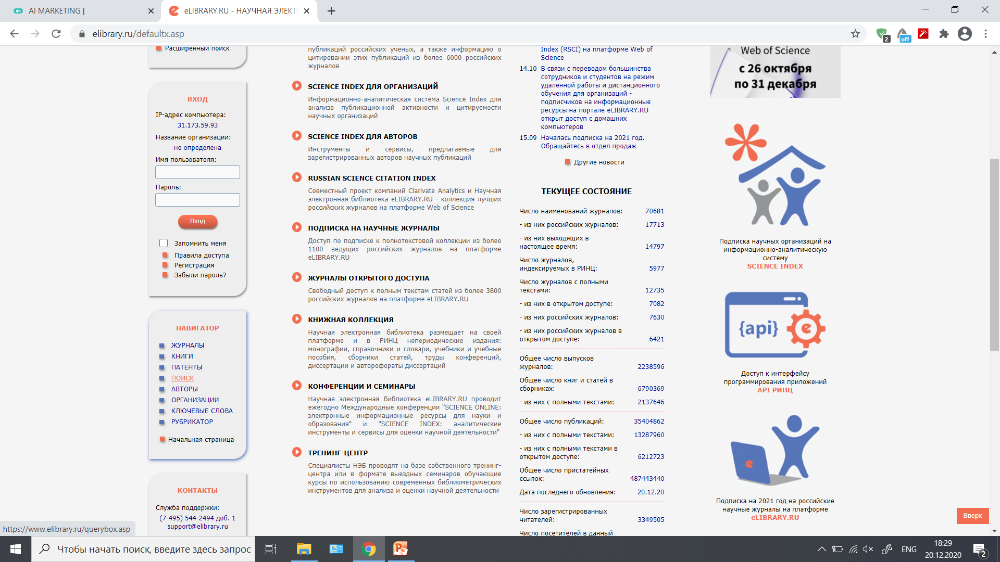 AI MARKETING |
eLIBRARY.RU - НАУЧНАЯ ЭЛЕКТ
elibrary.ru/defaultx.asp
2
off
Расширенный поиск
ВХОД
IP-адрес компьютера:
31.173.59.93
Название организации:
не определена
Имя пользователя:
Пароль:
Вход
Запомнить меня
Правила доступа
Регистрация
Забыли пароль?
НАВИГАТОР
ЖУРНАЛЫ
КНИГИ
ПАТЕНТЫ
ПОИСК
АВТОРЫ
ОРГАНИЗАЦИИ
КЛЮЧЕВЫЕ СЛОВА
РУБРИКАТОР
Начальная страница
КОНТАКТЫ
Служба поддержки:
(7-495) 544-2494 доб. 1
support@elibrary.ru
публикаций российских ученых, а также информацию о
цитировании этих публикаций из более 6000 российских
журналов
SCIENCE INDEX ДЛЯ ОРГАНИЗАЦИЙ
Информационно-аналитическая система Science Index для
анализа публикационной активности и цитируемости
научных организаций
SCIENCE INDEX ДЛЯ АВТОРОВ
Инструменты и сервисы, предлагаемые для
зарегистрированных авторов научных публикаций
RUSSIAN SCIENCE CITATION INDEX
Совместный проект компаний Clarivate Analytics и Научная
электронная библиотека eLIBRARY.RU - коллекция лучших
российских журналов на платформе Web of Science
ПОДПИСКА НА НАУЧНЫЕ ЖУРНАЛЫ
Доступ по подписке к полнотекстовой коллекции из более
1100 ведущих российских журналов на платформе
eLIBRARY.RU
ЖУРНАЛЫ ОТКРЫТОГО ДОСТУПА
Свободный доступ к полным текстам статей из более 3800
российских журналов на платформе eLIBRARY.RU
КНИЖНАЯ КОЛЛЕКЦИЯ
Научная электронная библиотека размещает на своей
платформе и в РИНЦ непериодические издания:
монографии, справочники и словари, учебники и учебные
пособия, сборники статей, труды конференций,
диссертации и авторефераты диссертаций
КОНФЕРЕНЦИИ И СЕМИНАРЫ
Научная электронная библиотека eLIBRARY.RU проводит
ежегодно Международные конференции "SCIENCE ONLINE:
электронные информационные ресурсы для науки и
образования" и "SCIENCE INDEX: аналитические
инструменты и сервисы для оценки научной деятельности"
ТРЕНИНГ-ЦЕНТР
Специалисты НЭБ проводят на базе собственного тренинг-
центра или в формате выездных семинаров обучающие
курсы по использованию современных библиометрических
инструментов для анализа и оценки научной деятельности
Index (RSCI) на платформе Web of
Science
14.10 В связи с переводом большинства
сотрудников и студентов на режим
удаленной работы и дистанционного
обучения для организаций -
подписчиков на информационные
ресурсы на портале eLIBRARY.RU
открыт доступ с домашних
компьютеров
15.09 Началась подписка на 2021 год.
Обращайтесь в отдел продаж
Другие новости
ТЕКУЩЕЕ СОСТОЯНИЕ
Число наименований журналов: 70681
- из них российских журналов: 17713
- из них выходящих в
настоящее время: 14797
Число журналов,
индексируемых в РИНЦ: 5977
Число журналов с полными
текстами: 12735
- из них в открытом доступе: 7082
- из них российских журналов: 7630
- из них российских журналов в
открытом доступе: 6421
Общее число выпусков
журналов: 2238596
Общее число книг и статей в
сборниках: 6790369
- из них с полными текстами: 2137646
Общее число публикаций: 35404862
- из них с полными текстами: 13287960
- из них с полными текстами в
открытом доступе: 6212723
Общее число пристатейных
ссылок: 487443440
Дата последнего обновления: 20.12.20
Число зарегистрированных
читателей: 3349505
Число посетителей в данный
Web of Science
с 26 октября
по 31 декабря
Подписка научных организаций на
информационно-аналитическую
систему
SCIENCE INDEX
{api}
e
Доступ к интерфейсу
программирования приложений
API РИНЦ
e
Подписка на 2021 год на российские
научные журналы на платформе
eLIBRARY.RU
Вверх
https://www.elibrary.ru/querybox.asp
Чтобы начать поиск, введите здесь запрос
ENG
18:29
20.12.2020
2